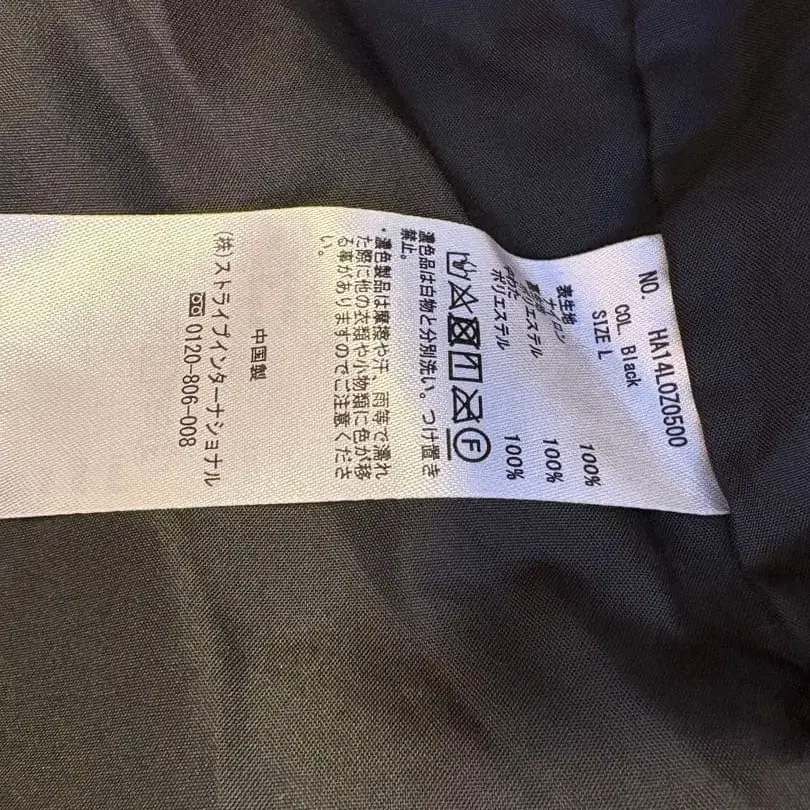 NO. HA14L0Z0500
COL. Black
SIZE L
表生地
ナイロン 100%
裏生地
ポリエステル 100%
中わた
ポリエステル 100%
F
濃色品は白物と分別洗い。つけ置き
禁止。
・濃色製品は摩擦や汗、雨等で濡れ
た際に他の衣類や小物類に色が移
る事がありますのでご注意くださ
い。
中国製
(株)ストライプインターナショナル
0120-806-008